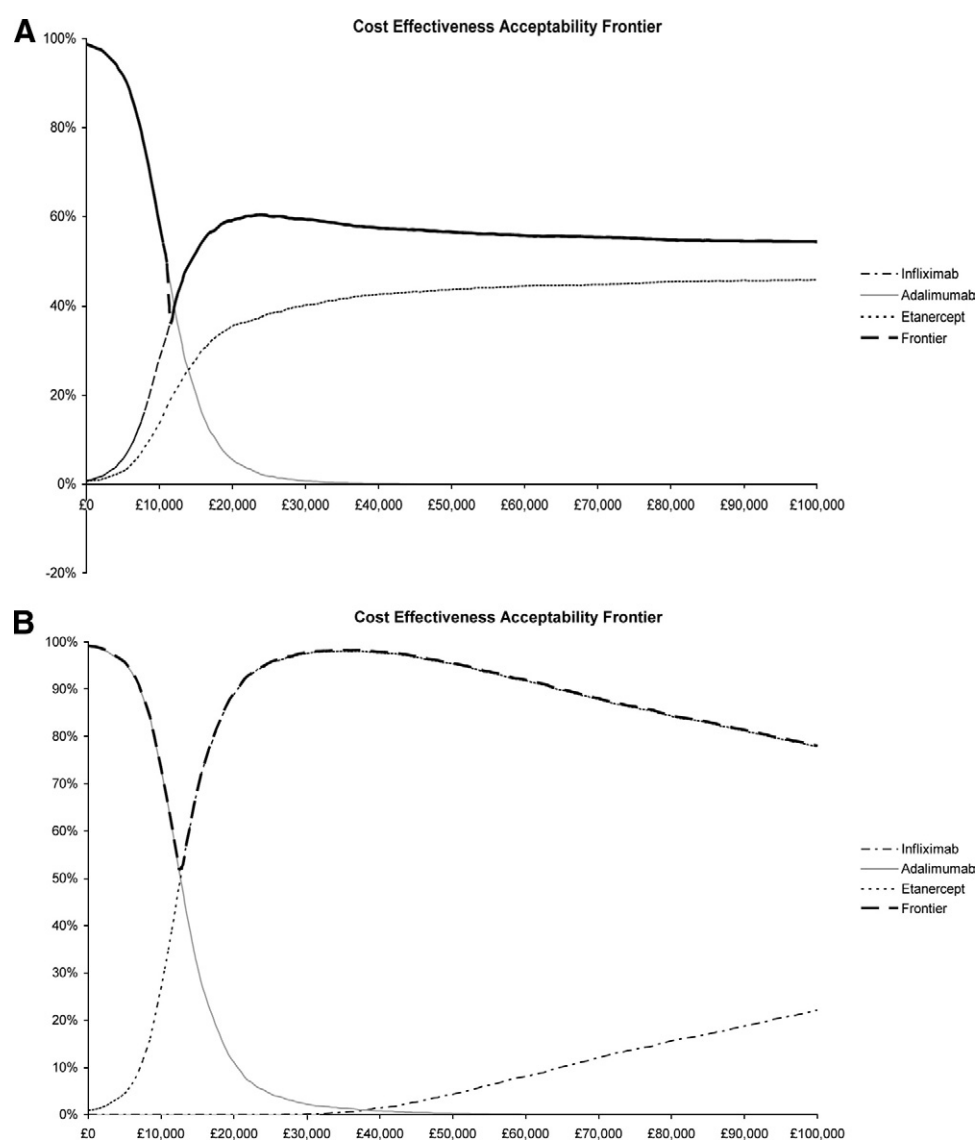 A
Cost Effectiveness Acceptability Frontier
100%
80%
60%
40%
20%
0%
-20%
£0 £10,000 £20,000 £30,000 £40,000 £50,000 £60,000 £70,000 £80,000 £90,000 £100,000
Infliximab
Adalimumab
Etanercept
Frontier
B
Cost Effectiveness Acceptability Frontier
100%
90%
80%
70%
60%
50%
40%
30%
20%
10%
0%
£0 £10,000 £20,000 £30,000 £40,000 £50,000 £60,000 £70,000 £80,000 £90,000 £100,000
Infliximab
Adalimumab
Etanercept
Frontier